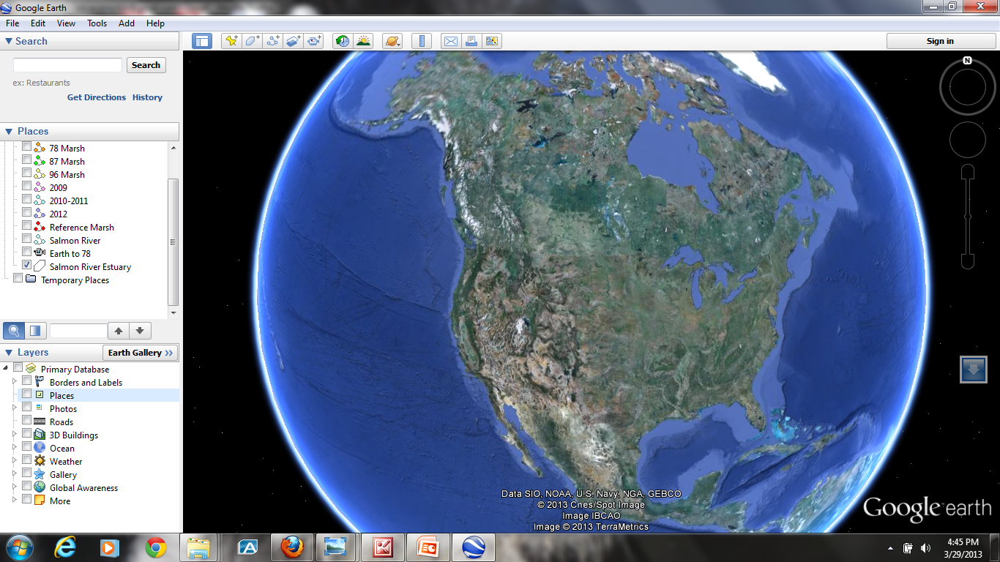 Google Earth
File Edit View Tools Add Help
Search
Search
ex: Restaurants
Get Directions History
Places
78 Marsh
87 Marsh
96 Marsh
2009
2010-2011
2012
Reference Marsh
Salmon River
Earth to 78
Salmon River Estuary
Temporary Places
Layers
Earth Gallery >>
Primary Database
Borders and Labels
Places
Photos
Roads
3D Buildings
Ocean
Weather
Gallery
Global Awareness
More
Sign in
N
Data SIO, NOAA, U.S. Navy, NGA, GEBCO
© 2013 Cnes/Spot Image
Image IBCAO
Image © 2013 TerraMetrics
Google earth
4:45 PM
3/29/2013